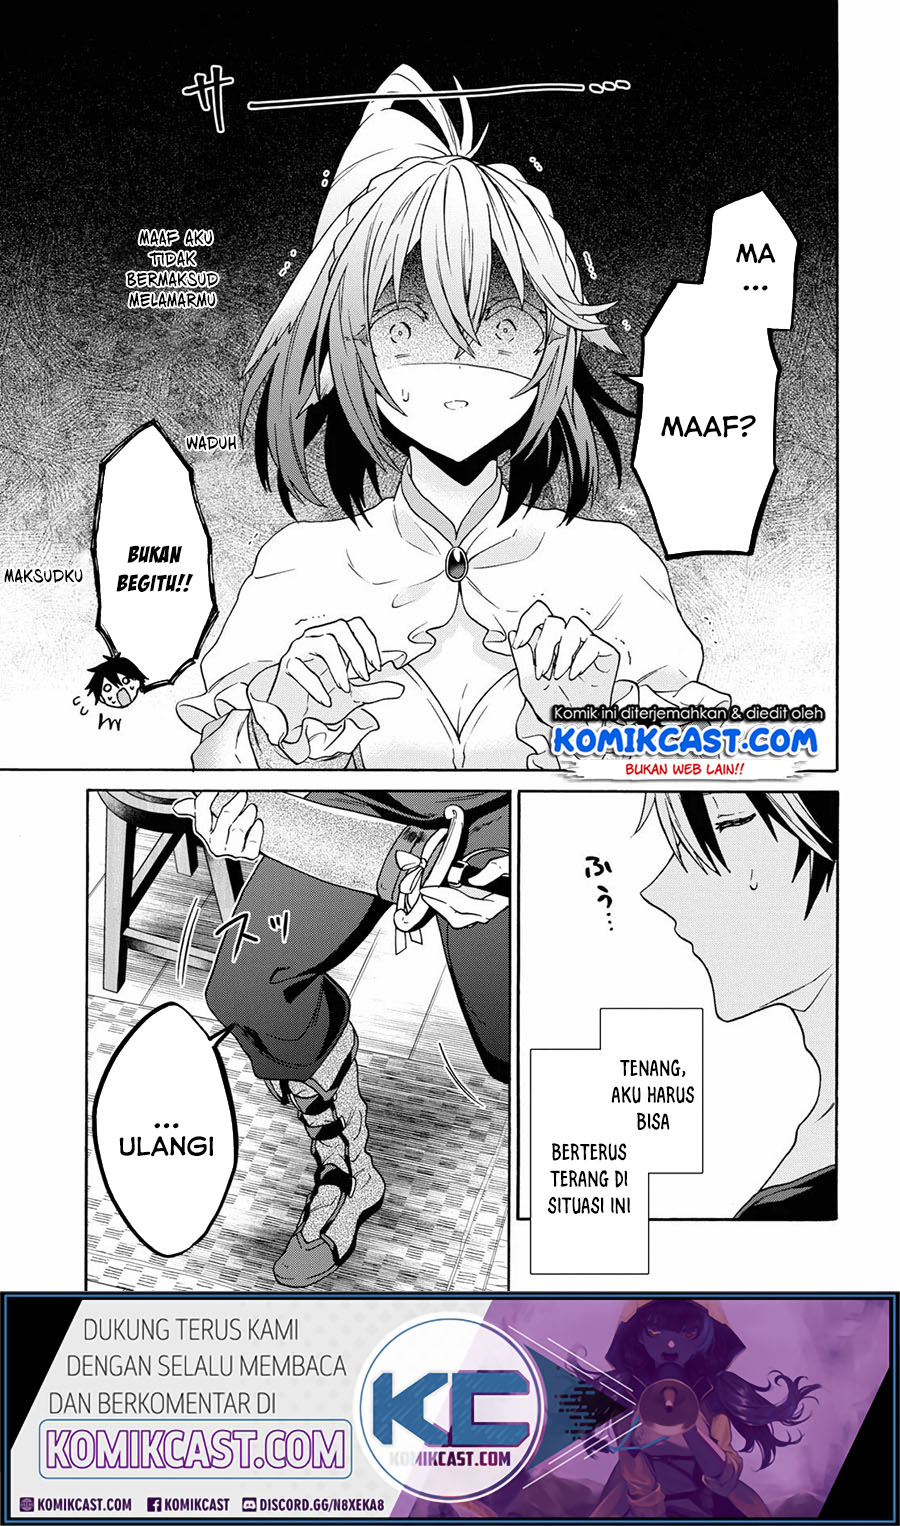 サ
MA
...
MAAF?
MAAF AKU
TIDAK
BERMAKSUD
MELAMARMU
WADUH
BUKAN
BEGITU!!
MAKSUDKU
Komik ini diterjemahkan & diedit oleh
KOMIKCAST.COM
BUKAN WEB LAIN!!
ふぅ…
TENANG,
AKU HARUS
BISA
BERTERUS
TERANG DI
SITUASI INI
スッ
...
ULANGI
DUKUNG TERUS KAMI
DENGAN SELALU MEMBACA
DAN BERKOMENTAR DI
KOMIKCAST.COM
KOMIKCAST.COM
KOMIKCAST
DISCORD.GG/N8XEKA8
KC
KOMIKCAST.COM